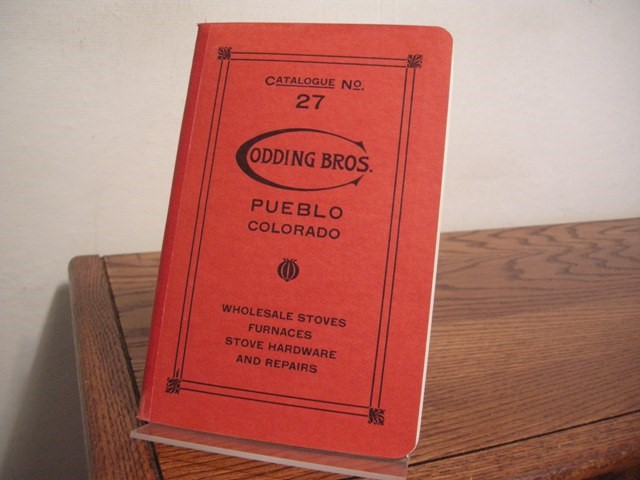 CATALOGUE NO.
27
CODDING BROS.
PUEBLO
COLORADO
WHOLESALE STOVES
FURNACES
STOVE HARDWARE
AND REPAIRS